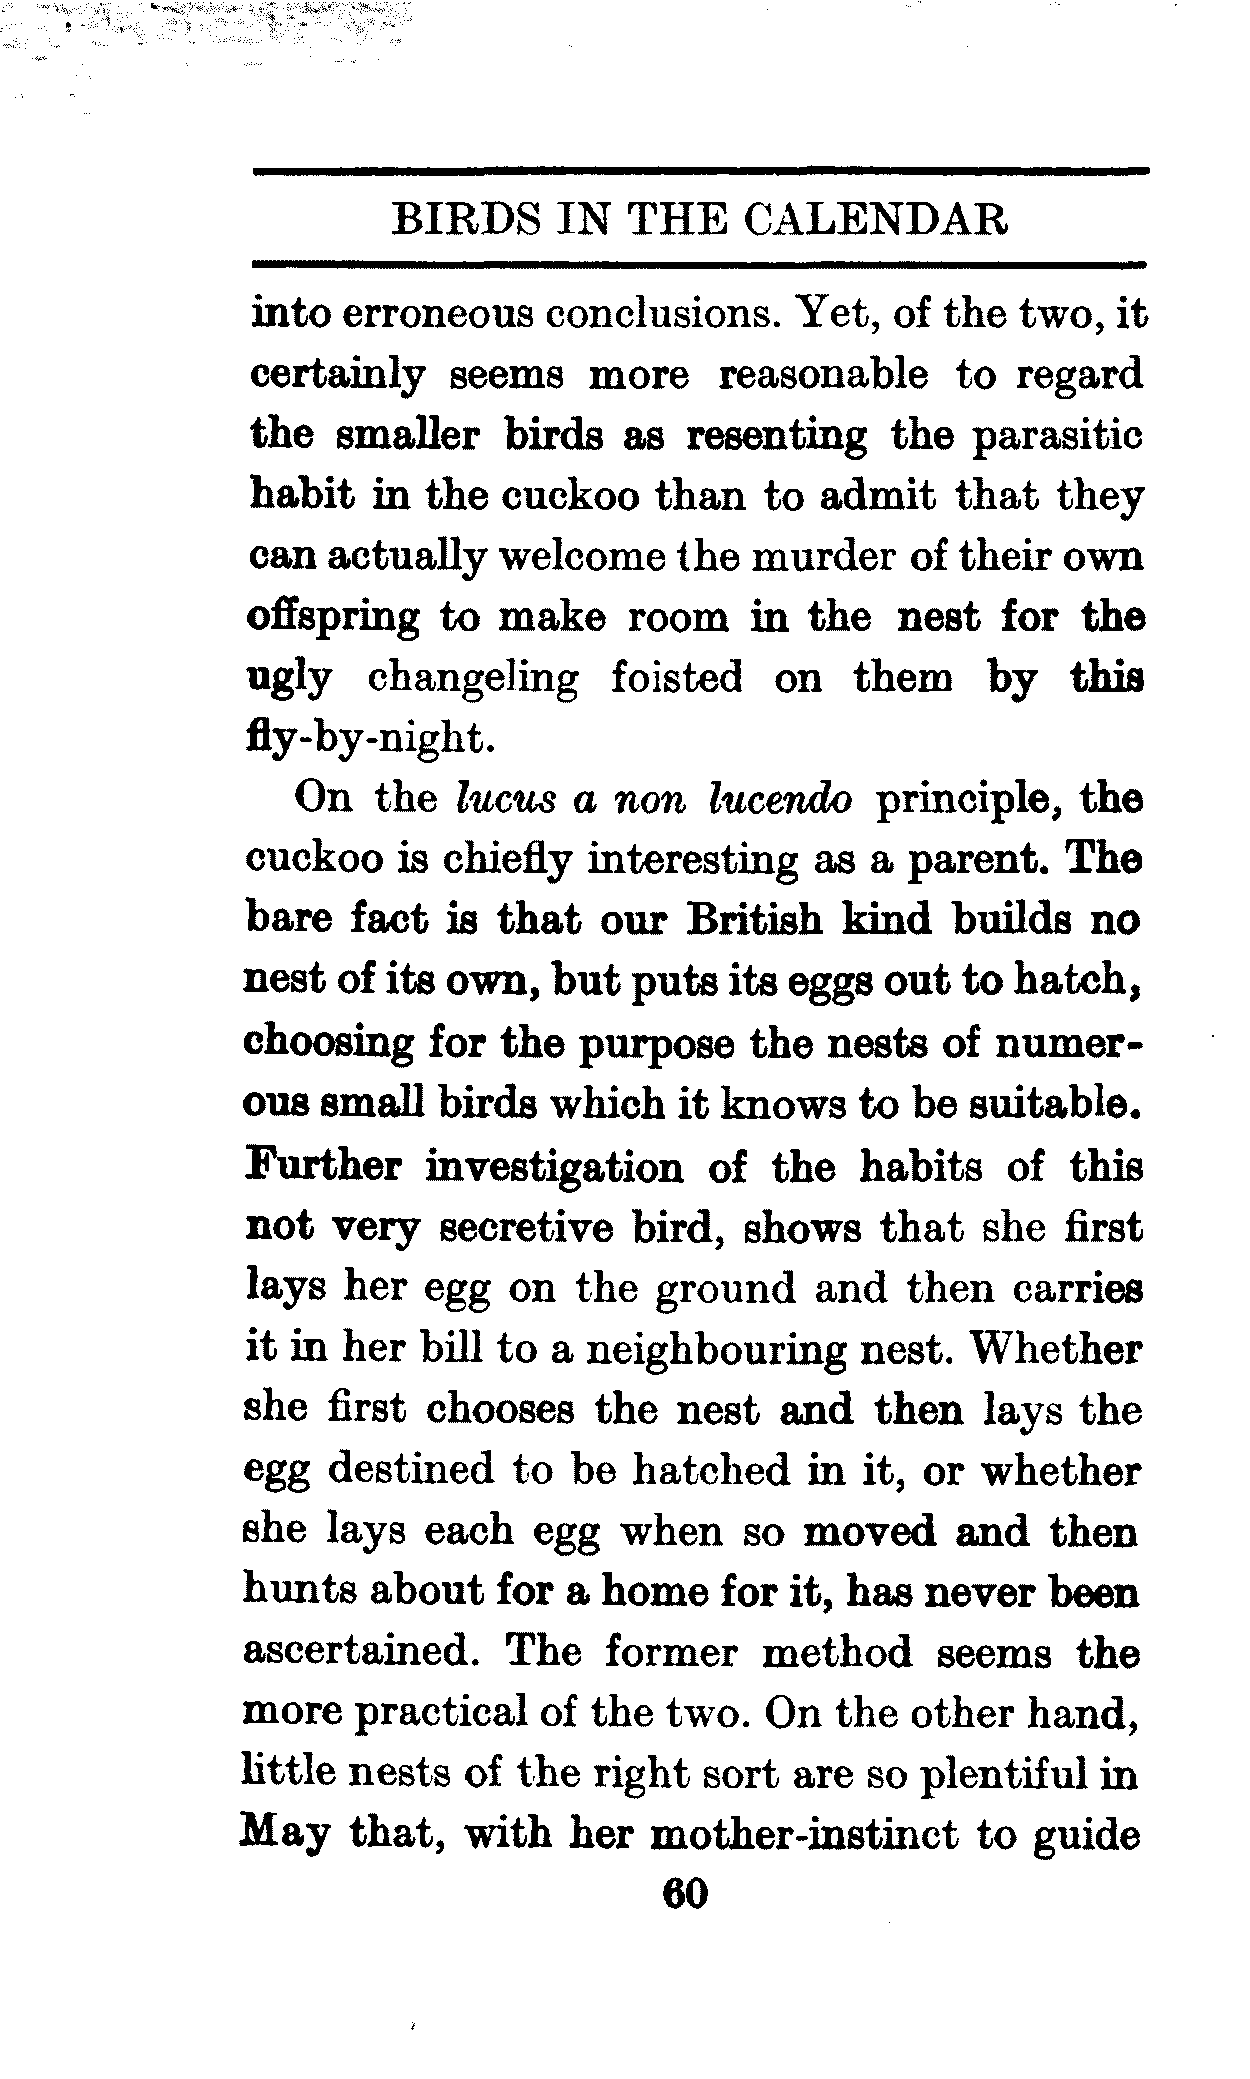 BIRDS IN THE CALENDAR
into erroneous conclusions. Yet, of the two, it
certainly seems more reasonable to regard
the smaller birds as resenting the parasitic
habit in the cuckoo than to admit that they
can actually welcome the murder of their own
offspring to make room in the nest for the
ugly changeling foisted on them by this
fly-by-night.
On the lucus a non lucendo principle, the
cuckoo is chiefly interesting as a parent. The
bare fact is that our British kind builds no
nest of its own, but puts its eggs out to hatch,
choosing for the purpose the nests of numer-
ous small birds which it knows to be suitable.
Further investigation of the habits of this
not very secretive bird, shows that she first
lays her egg on the ground and then carries
it in her bill to a neighbouring nest. Whether
she first chooses the nest and then lays the
egg destined to be hatched in it, or whether
she lays each egg when so moved and then
hunts about for a home for it, has never been
ascertained. The former method seems the
more practical of the two. On the other hand,
little nests of the right sort are so plentiful in
May that, with her mother-instinct to guide
60